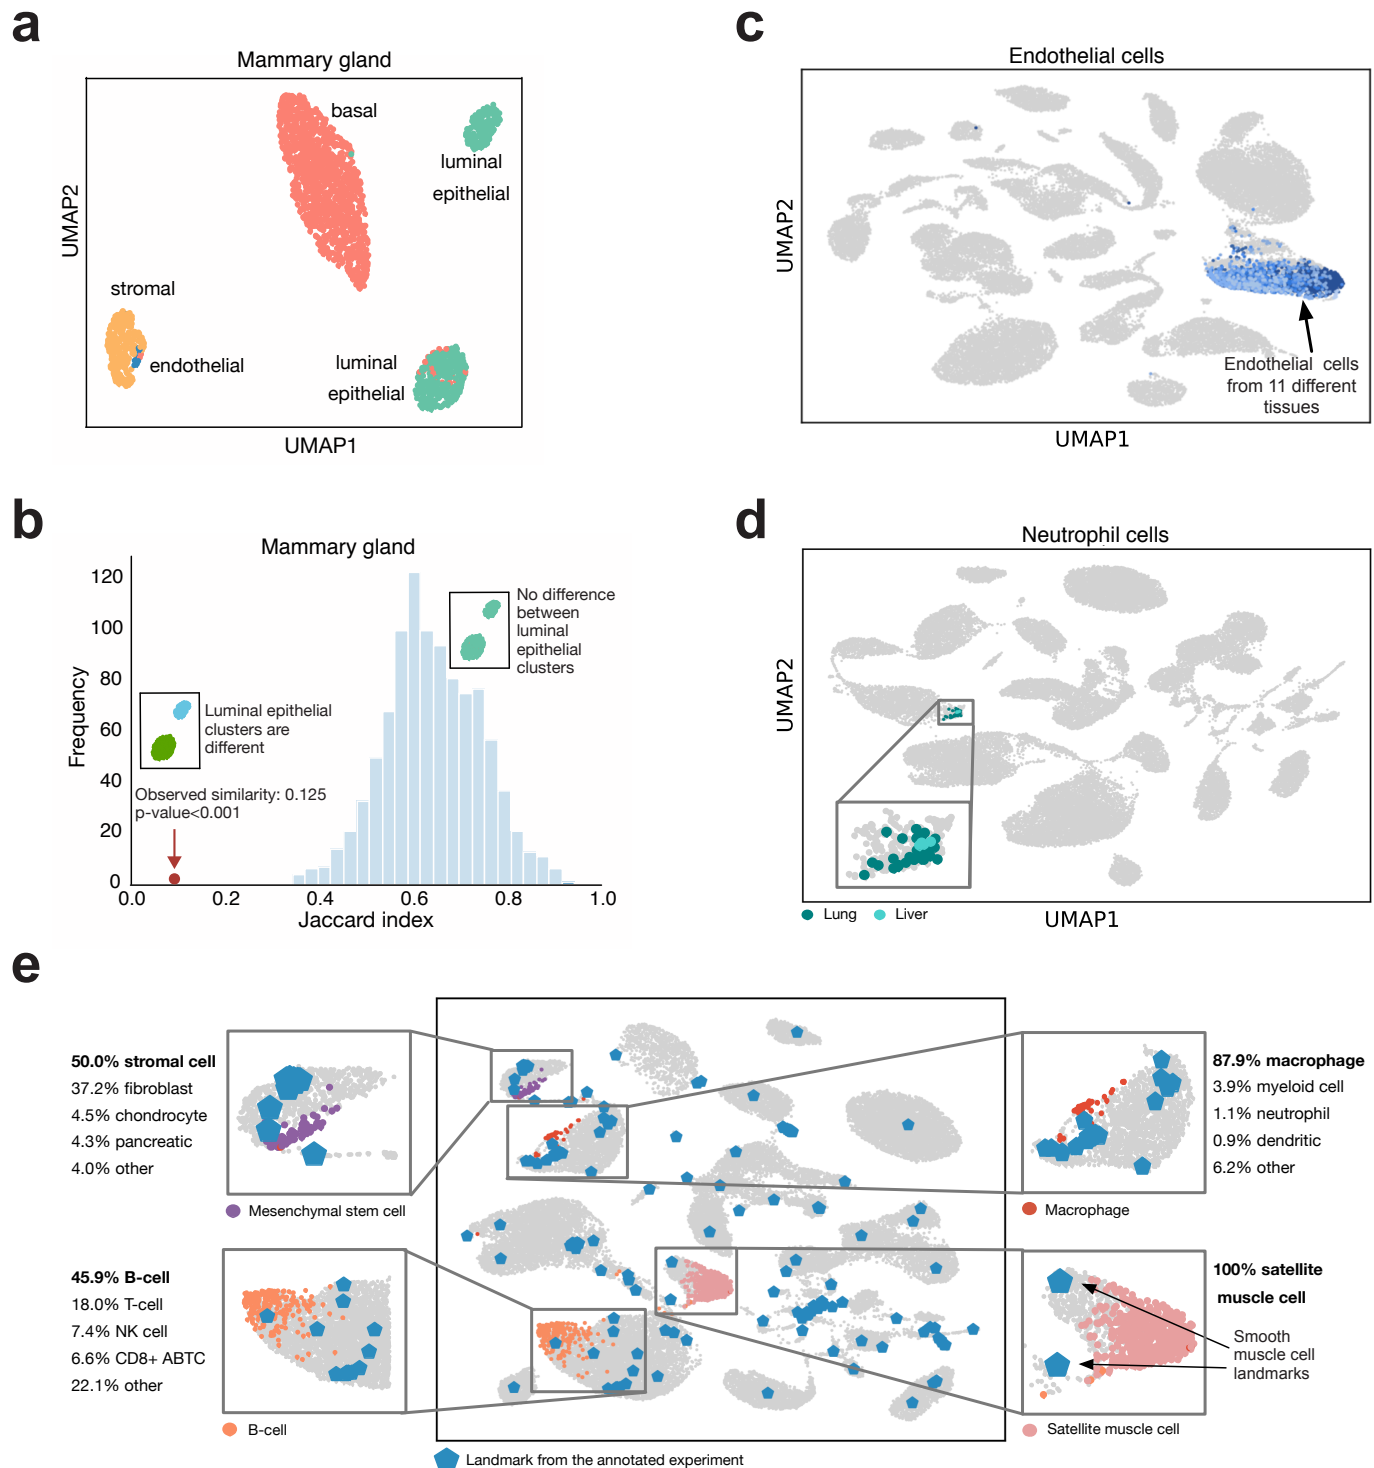 a
Mammary gland
basal
luminal
epithelial
stromal
endothelial
luminal
epithelial
UMAP2
UMAP1
c
Endothelial cells
Endothelial cells
from 11 different
tissues
UMAP2
UMAP1
b
Mammary gland
No difference
between
luminal
epithelial
clusters
Luminal epithelial
clusters are
different
Observed similarity: 0.125
p-value<0.001
Frequency
120
100
80
60
40
20
0
0.0
0.2
0.4
0.6
0.8
1.0
Jaccard index
d
Neutrophil cells
UMAP2
Lung
Liver
UMAP1
e
50.0% stromal cell
37.2% fibroblast
4.5% chondrocyte
4.3% pancreatic
4.0% other
Mesenchymal stem cell
87.9% macrophage
3.9% myeloid cell
1.1% neutrophil
0.9% dendritic
6.2% other
Macrophage
45.9% B-cell
18.0% T-cell
7.4% NK cell
6.6% CD8+ ABTC
22.1% other
B-cell
100% satellite
muscle cell
Smooth
muscle cell
landmarks
Satellite muscle cell
Landmark from the annotated experiment